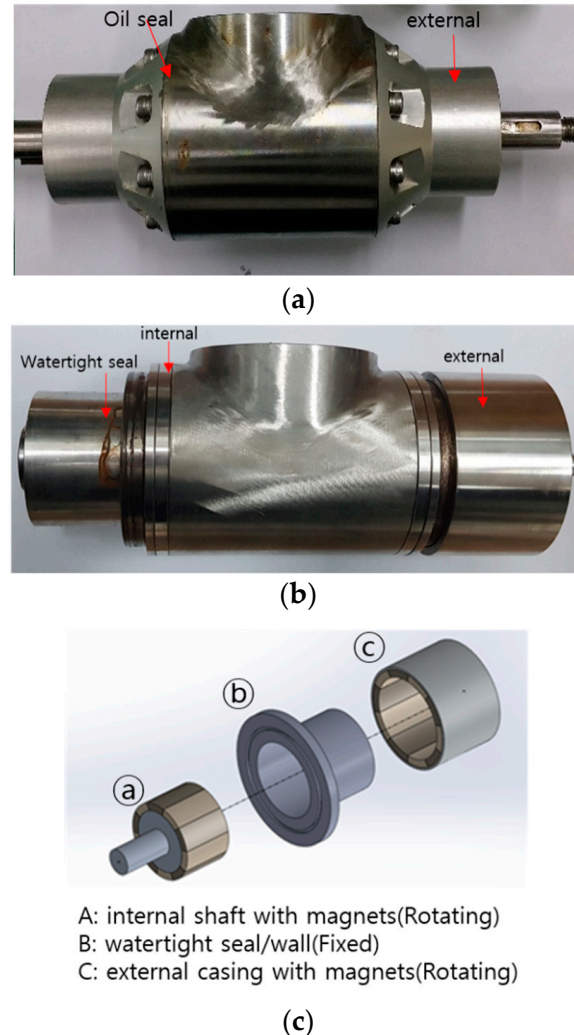 Oil seal
external
(a)
internal
Watertight seal
external
(b)
ⓒ
ⓑ
ⓐ
A: internal shaft with magnets(Rotating)
B: watertight seal/wall(Fixed)
C: external casing with magnets(Rotating)
(c)